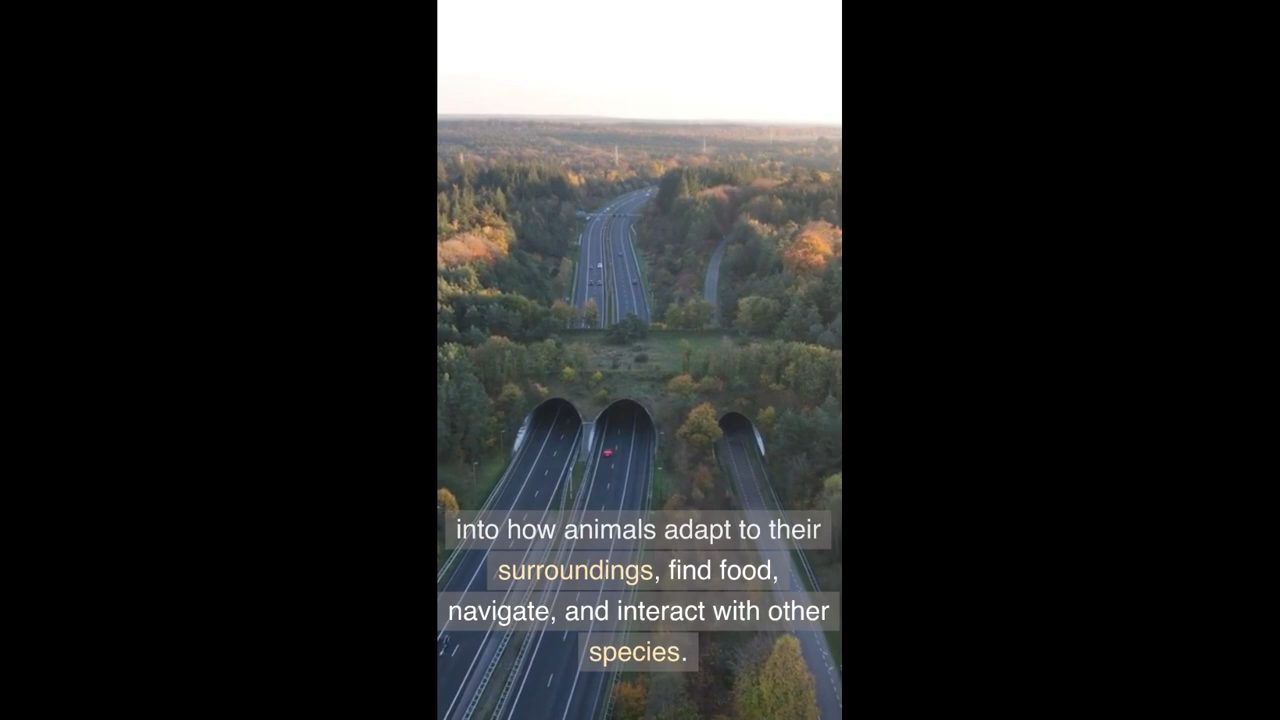 into how animals adapt to their
surroundings, find food,
navigate, and interact with other
species.